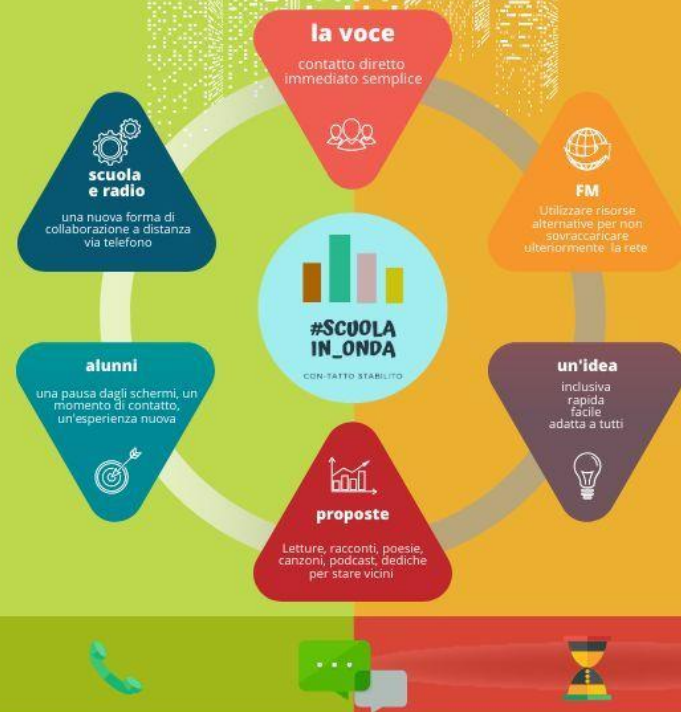 la voce
contatto diretto
immediato semplice
scuola
e radio
una nuova forma di
collaborazione a distanza
via telefono
FM
Utilizzare risorse
alternative per non
sovraccaricare
ulteriormente la rete
#SCUOLA
IN_ONDA
CON-TATTO STABILITO
alunni
una pausa dagli schermi, un
momento di contatto,
un'esperienza nuova
un'idea
inclusiva
rapida
facile
adatta a tutti
proposte
Letture, racconti, poesie,
canzoni, podcast, dediche
per stare vicini